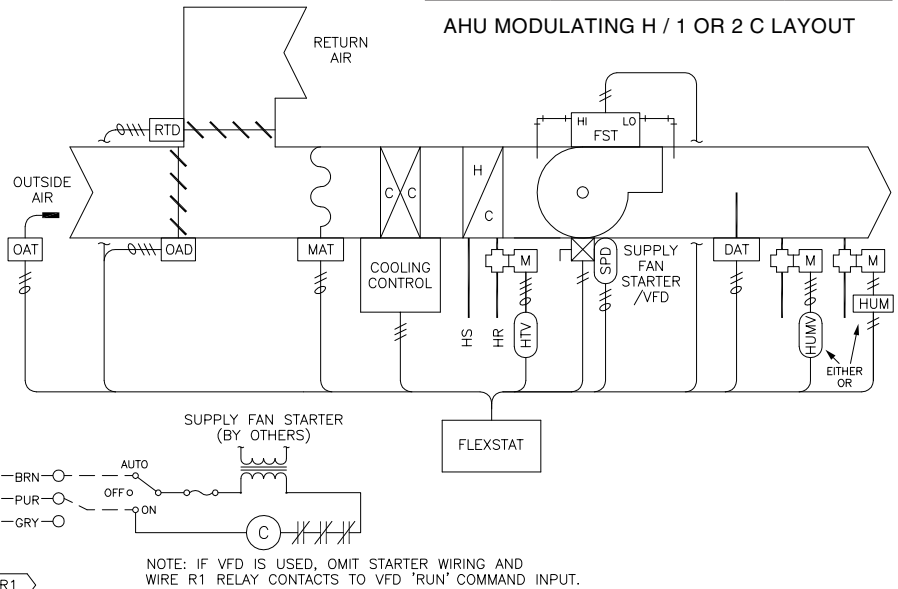 AHU MODULATING H / 1 OR 2 C LAYOUT
RETURN
AIR
RTD
HI
LO
FST
OUTSIDE
AIR
H
C
C
C
OAT
OAD
MAT
COOLING
CONTROL
HS
HR
M
HTV
SPD
SUPPLY
FAN
STARTER
/VFD
DAT
M
HUMV
M
HUM
EITHER
OR
FLEXSTAT
SUPPLY FAN STARTER
(BY OTHERS)
BRN
PUR
GRY
AUTO
OFF
ON
C
NOTE: IF VFD IS USED, OMIT STARTER WIRING AND
WIRE R1 RELAY CONTACTS TO VFD 'RUN' COMMAND INPUT.
R1